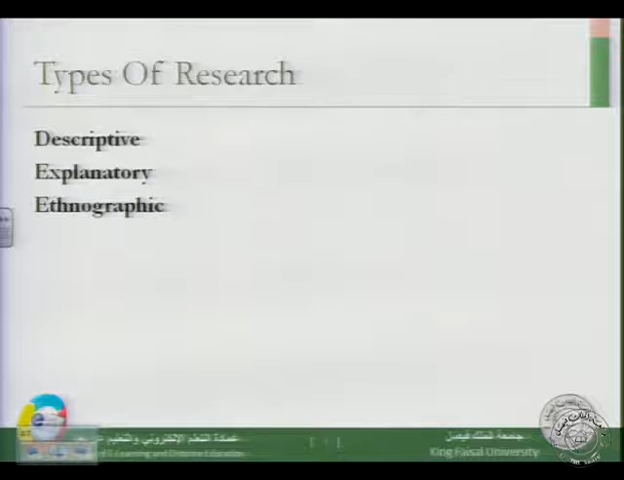 Types Of Research
Descriptive
Explanatory
Ethnographic
جامعة الملك فيصل
King Faisal University
عمادة التعلم الإلكتروني والتعليم عن
Learning and Distance Education